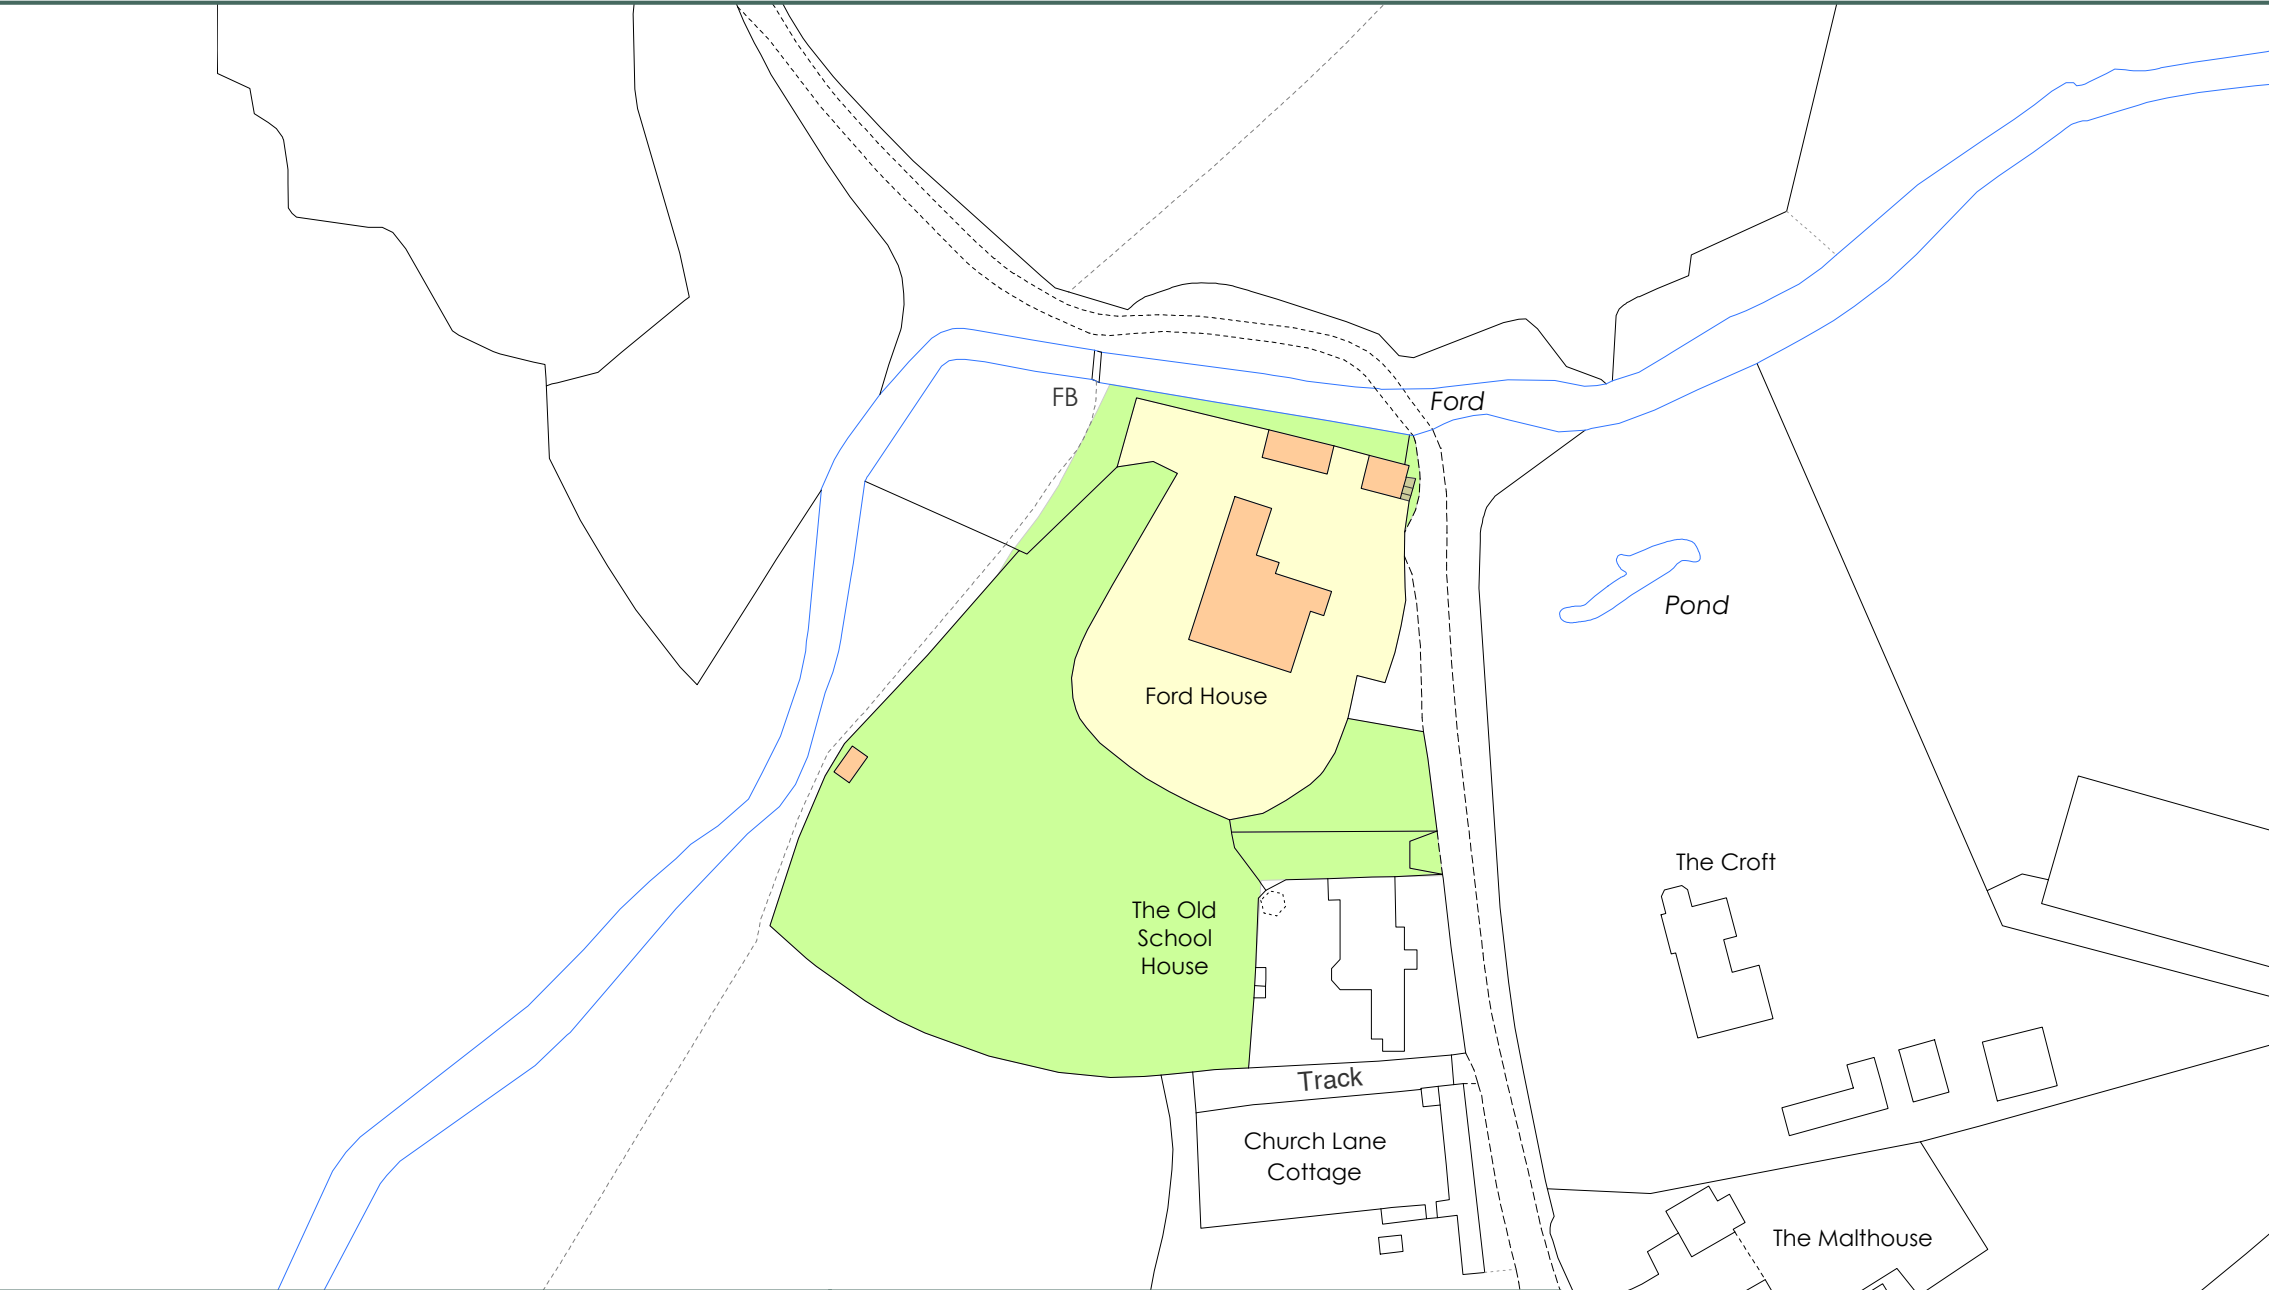 FB
Ford
Pond
Ford House
The Croft
The Old
School
House
Track
Church Lane
Cottage
The Malthouse